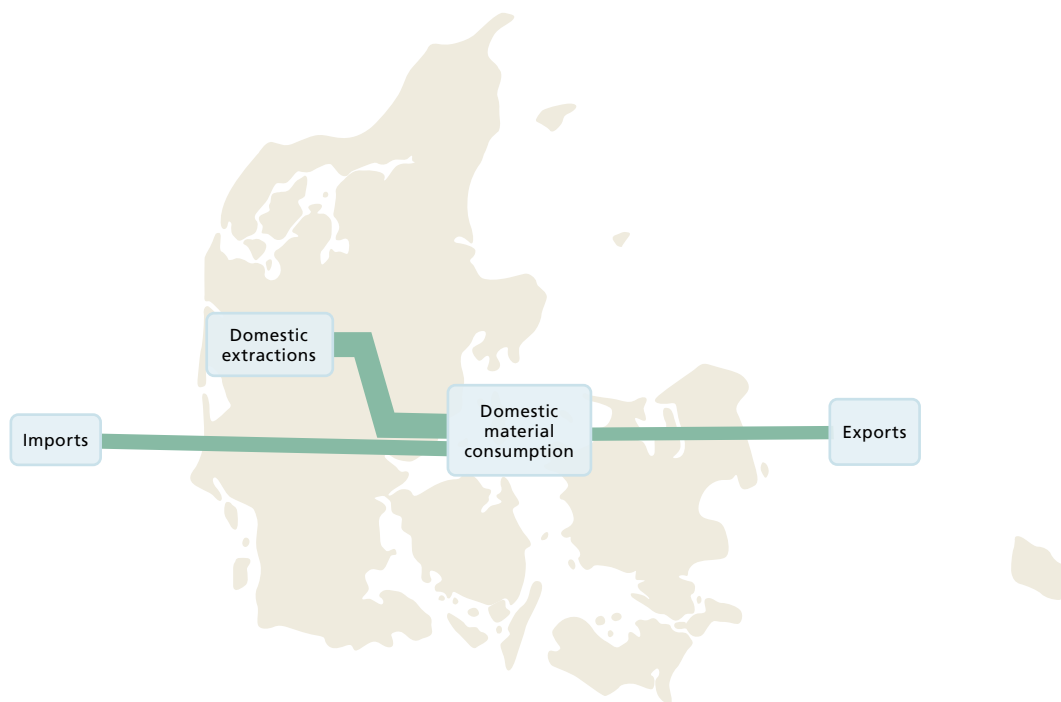 Domestic
extractions
Imports
Domestic
material
consumption
Exports